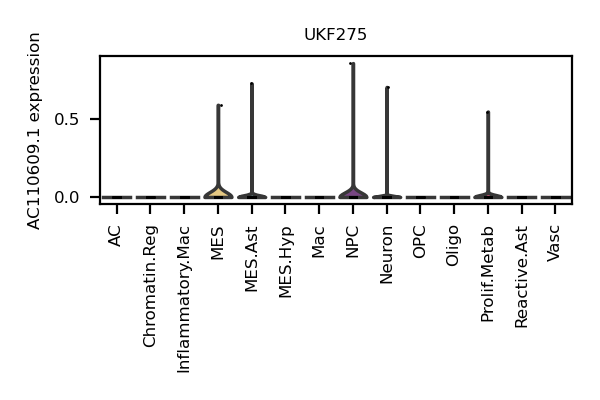 UKF275
AC110609.1 expression
0.5
0.0
AC
Chromatin.Reg
Inflammatory.Mac
MES
MES.Ast
MES.Hyp
Mac
NPC
Neuron
OPC
Oligo
Prolif.Metab
Reactive.Ast
Vasc